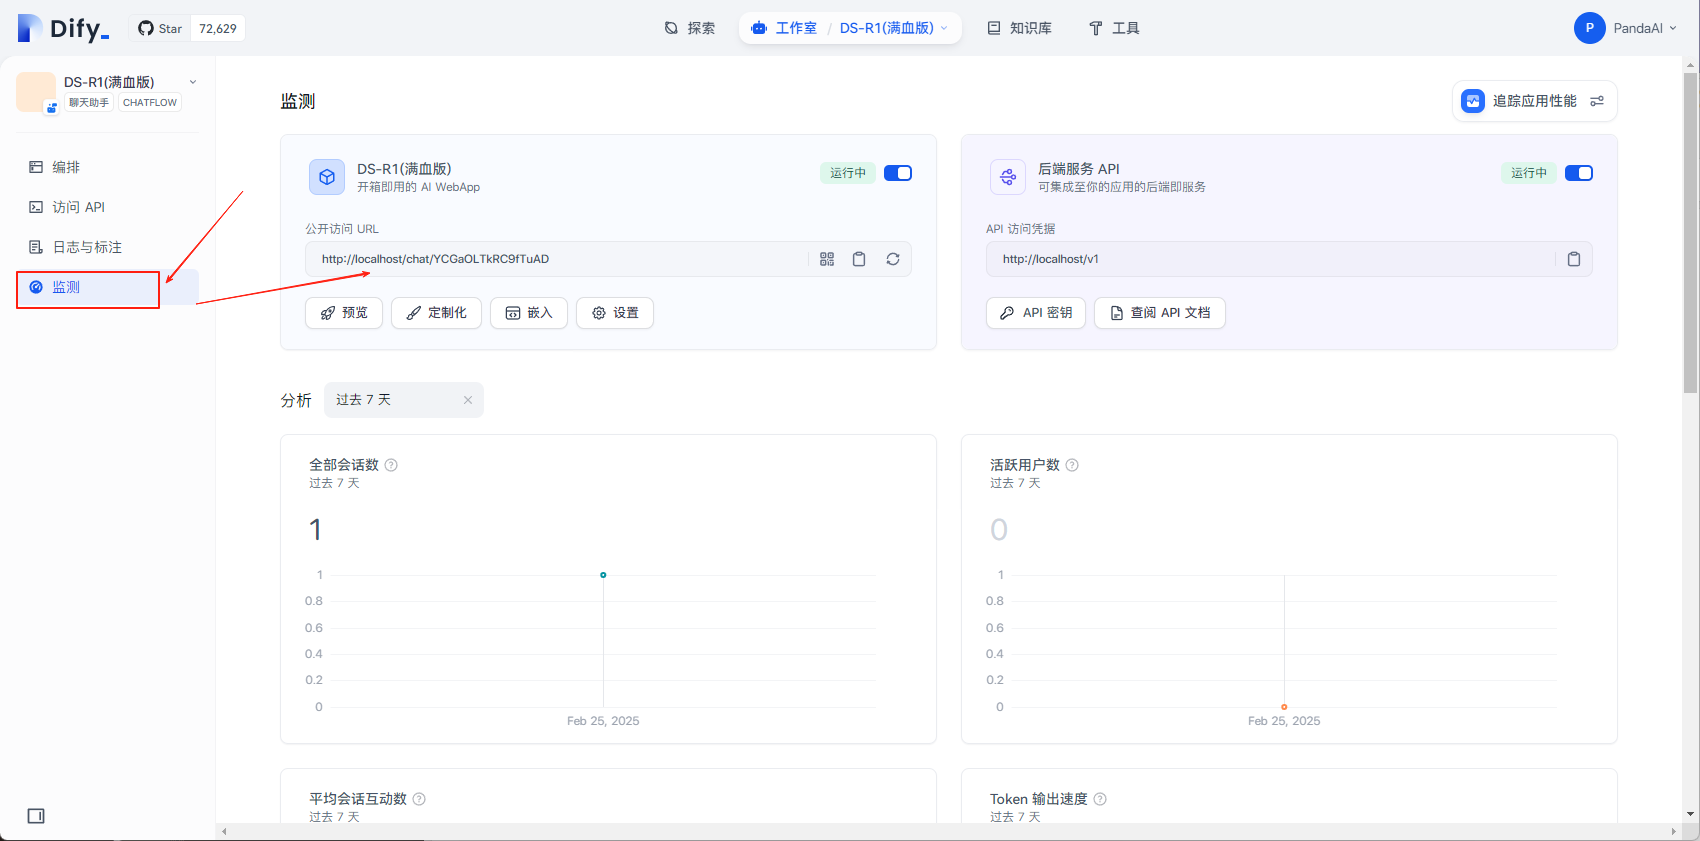 Dify_
Star 72,629
探索
工作室 / DS-R1(满血版)
知识库
工具
P PandaAI
DS-R1(满血版)
聊天助手 CHATFLOW
编排
访问 API
日志与标注
监测
监测
追踪应用性能
DS-R1(满血版)
开箱即用的 AI WebApp
运行中
公开访问 URL
http://localhost/chat/YCGaOLTkRC9fTuAD
预览 定制化 嵌入 设置
后端服务 API
可集成至你的应用的后端即服务
运行中
API 访问凭据
http://localhost/v1
API 密钥 查阅 API 文档
分析 过去 7 天
全部会话数
过去 7 天
1
1
0.8
0.6
0.4
0.2
0
Feb 25, 2025
活跃用户数
过去 7 天
0
1
0.8
0.6
0.4
0.2
0
Feb 25, 2025
平均会话互动数
过去 7 天
Token 输出速度
过去 7 天